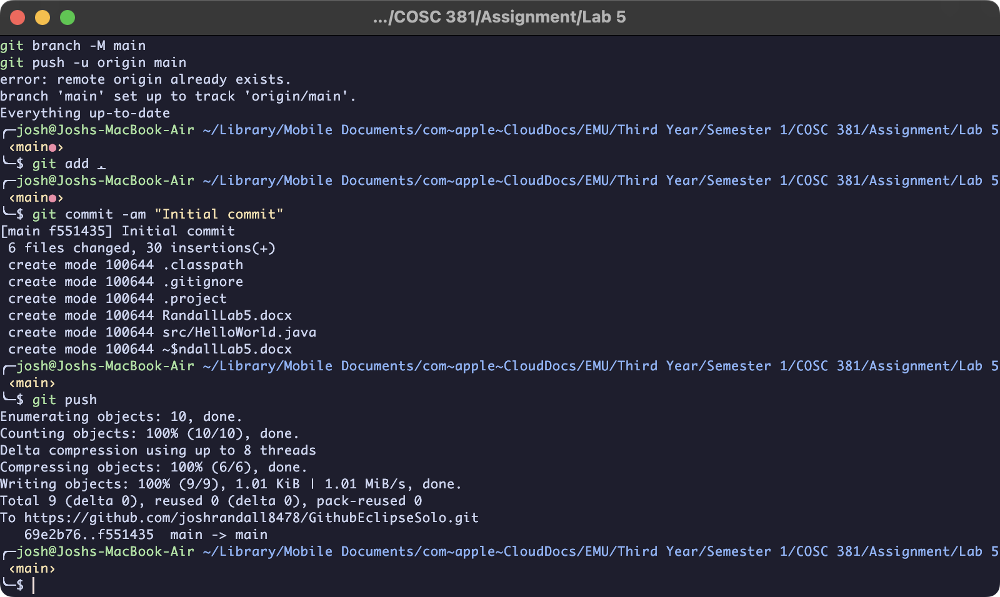 .../COSC 381/Assignment/Lab 5
git branch -M main
git push -u origin main
error: remote origin already exists.
branch 'main' set up to track 'origin/main'.
Everything up-to-date
╭─josh@Joshs-MacBook-Air ~/Library/Mobile Documents/com~apple~CloudDocs/EMU/Third Year/Semester 1/COSC 381/Assignment/Lab 5
‹main●›
╰─$ git add .
╭─josh@Joshs-MacBook-Air ~/Library/Mobile Documents/com~apple~CloudDocs/EMU/Third Year/Semester 1/COSC 381/Assignment/Lab 5
‹main●›
╰─$ git commit -am "Initial commit"
[main f551435] Initial commit
6 files changed, 30 insertions(+)
create mode 100644 .classpath
create mode 100644 .gitignore
create mode 100644 .project
create mode 100644 RandallLab5.docx
create mode 100644 src/HelloWorld.java
create mode 100644 ~$ndallLab5.docx
╭─josh@Joshs-MacBook-Air ~/Library/Mobile Documents/com~apple~CloudDocs/EMU/Third Year/Semester 1/COSC 381/Assignment/Lab 5
‹main›
╰─$ git push
Enumerating objects: 10, done.
Counting objects: 100% (10/10), done.
Delta compression using up to 8 threads
Compressing objects: 100% (6/6), done.
Writing objects: 100% (9/9), 1.01 KiB | 1.01 MiB/s, done.
Total 9 (delta 0), reused 0 (delta 0), pack-reused 0
To https://github.com/joshrandall8478/GithubEclipseSolo.git
69e2b76..f551435  main -> main
╭─josh@Joshs-MacBook-Air ~/Library/Mobile Documents/com~apple~CloudDocs/EMU/Third Year/Semester 1/COSC 381/Assignment/Lab 5
‹main›
╰─$